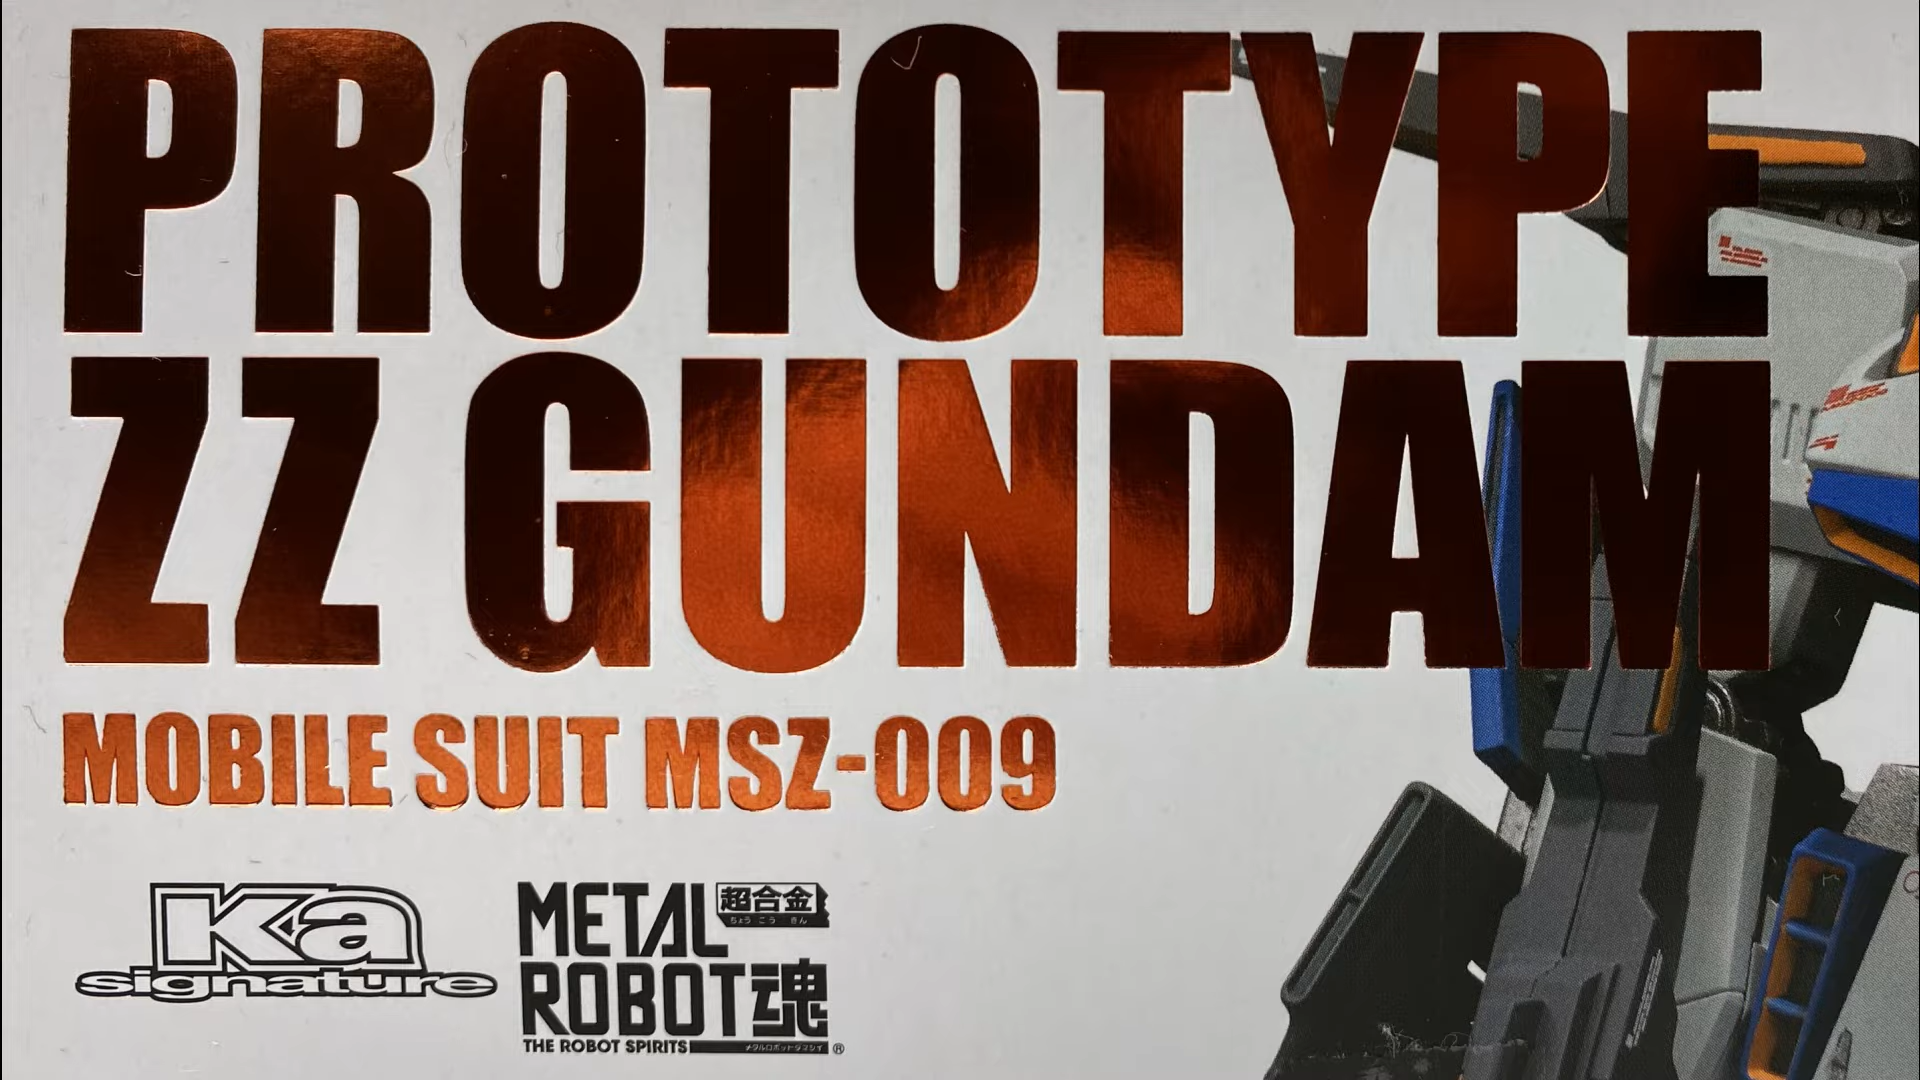 PROTOTYPE
ZZ GUNDAM
MOBILE SUIT MSZ-009
Ka
signature
METAL
超合金
ちょうごうきん
ROBOT魂
THE ROBOT SPIRITS
メタルロボットダマシイ ®